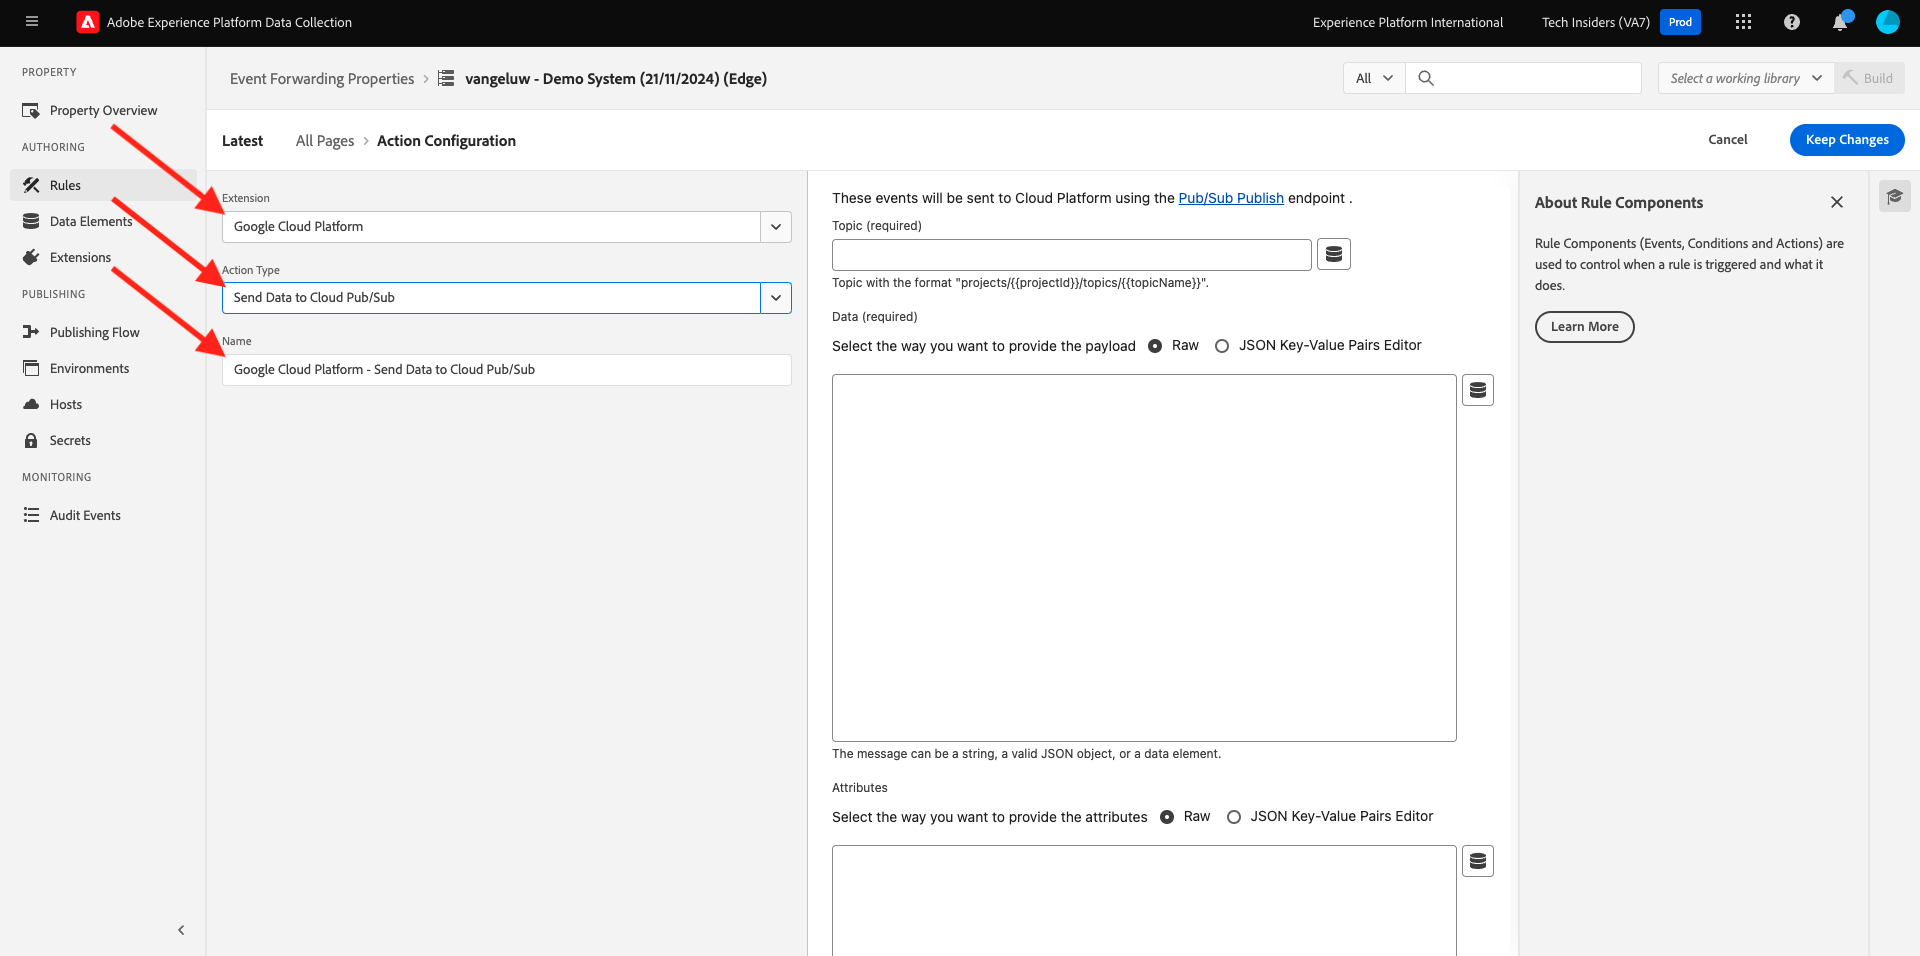 Adobe Experience Platform Data Collection
Experience Platform International
Tech Insiders (VA7)
Prod
PROPERTY
Property Overview
AUTHORING
Rules
Data Elements
Extensions
PUBLISHING
Publishing Flow
Environments
Hosts
Secrets
MONITORING
Audit Events
Event Forwarding Properties
vangeluw - Demo System (21/11/2024) (Edge)
All
Select a working library
Build
Latest
All Pages
Action Configuration
Cancel
Keep Changes
Extension
Google Cloud Platform
Action Type
Send Data to Cloud Pub/Sub
Name
Google Cloud Platform - Send Data to Cloud Pub/Sub
These events will be sent to Cloud Platform using the Pub/Sub Publish endpoint .
Topic (required)
Topic with the format "projects/{{projectId}}/topics/{{topicName}}".
Data (required)
Select the way you want to provide the payload
Raw
JSON Key-Value Pairs Editor
The message can be a string, a valid JSON object, or a data element.
Attributes
Select the way you want to provide the attributes
Raw
JSON Key-Value Pairs Editor
About Rule Components
Rule Components (Events, Conditions and Actions) are
used to control when a rule is triggered and what it
does.
Learn More